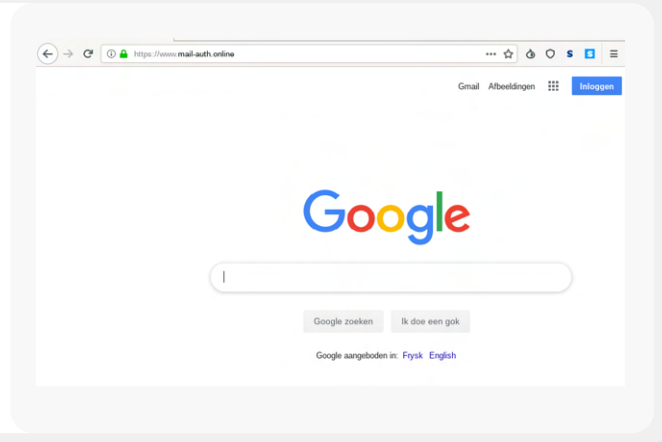 https://www.mail-auth.online
Gmail Afbeeldingen Inloggen
Google
Google zoeken Ik doe een gok
Google aangeboden in: Frysk English